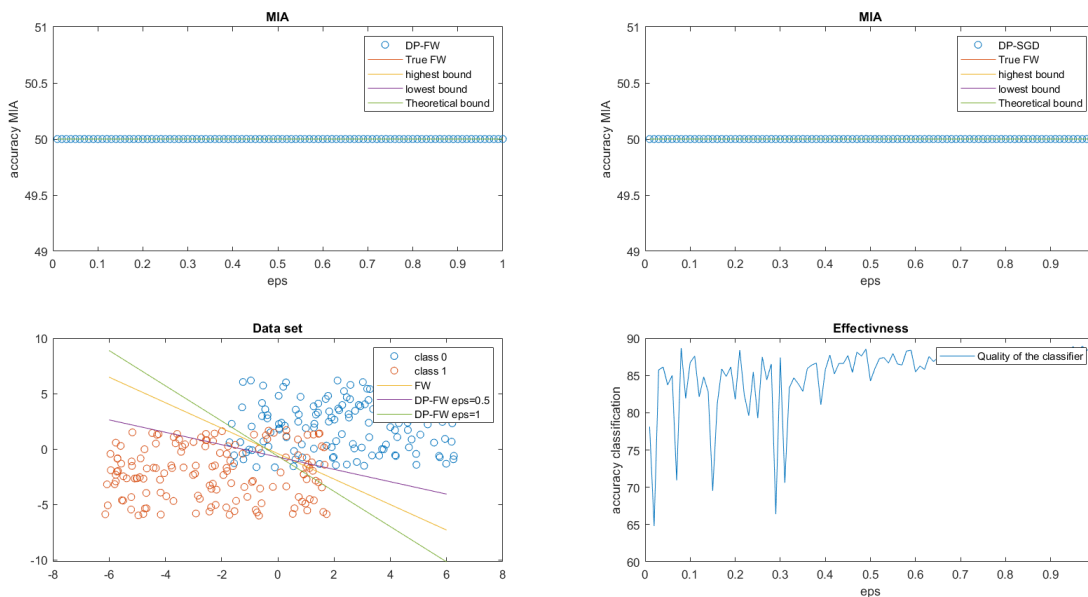 MIA
51
50.5
50
49.5
49
accuracy MIA
DP-FW
True FW
highest bound
lowest bound
Theoretical bound
0 0.1 0.2 0.3 0.4 0.5 0.6 0.7 0.8 0.9 1
eps
MIA
51
50.5
50
49.5
49
accuracy MIA
DP-SGD
True FW
highest bound
lowest bound
Theoretical bound
0 0.1 0.2 0.3 0.4 0.5 0.6 0.7 0.8 0.9
eps
Data set
10
5
0
-5
-10
class 0
class 1
FW
DP-FW eps=0.5
DP-FW eps=1
-8 -6 -4 -2 0 2 4 6 8
Effectivness
90
85
80
75
70
65
60
accuracy classification
Quality of the classifier
0 0.1 0.2 0.3 0.4 0.5 0.6 0.7 0.8 0.9
eps